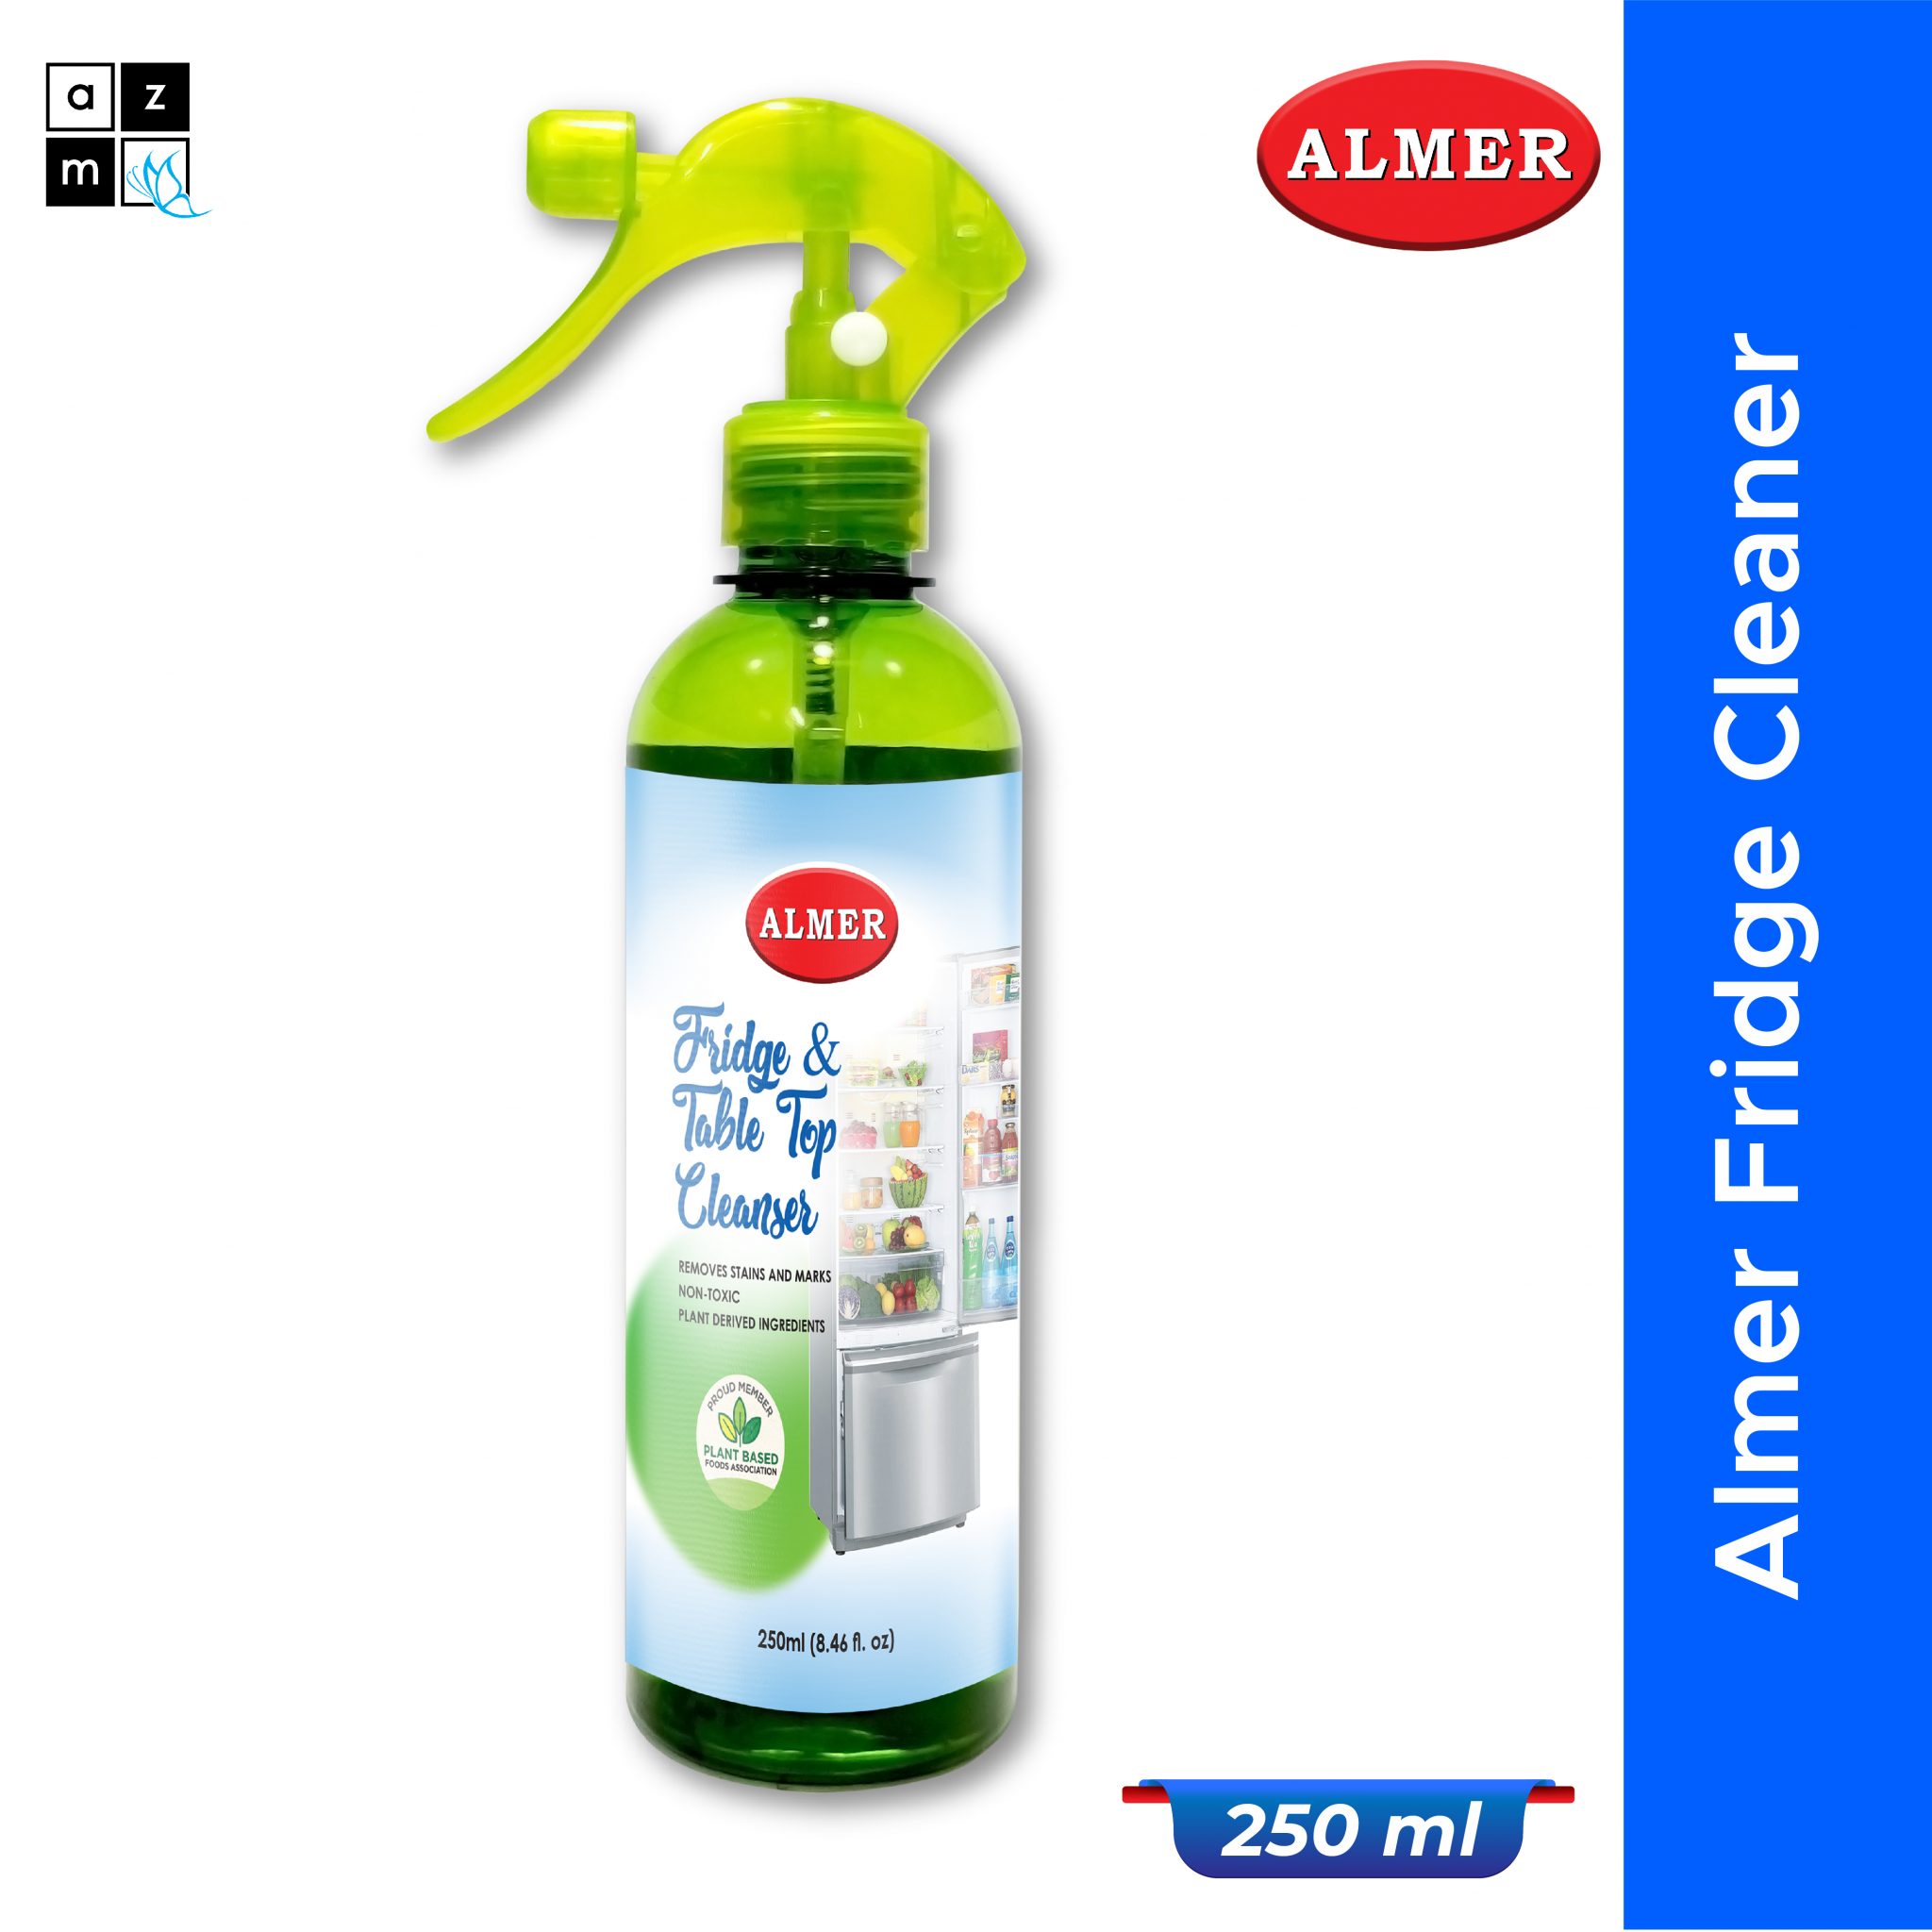 a z
m
ALMER
ALMER
Fridge &
Table Top
Cleanser
REMOVES STAINS AND MARKS
NON-TOXIC
PLANT DERIVED INGREDIENTS
PROUD MEMBER
PLANT BASED
FOODS ASSOCIATION
250ml (8.46 fl. oz)
250 ml
Almer Fridge Cleaner